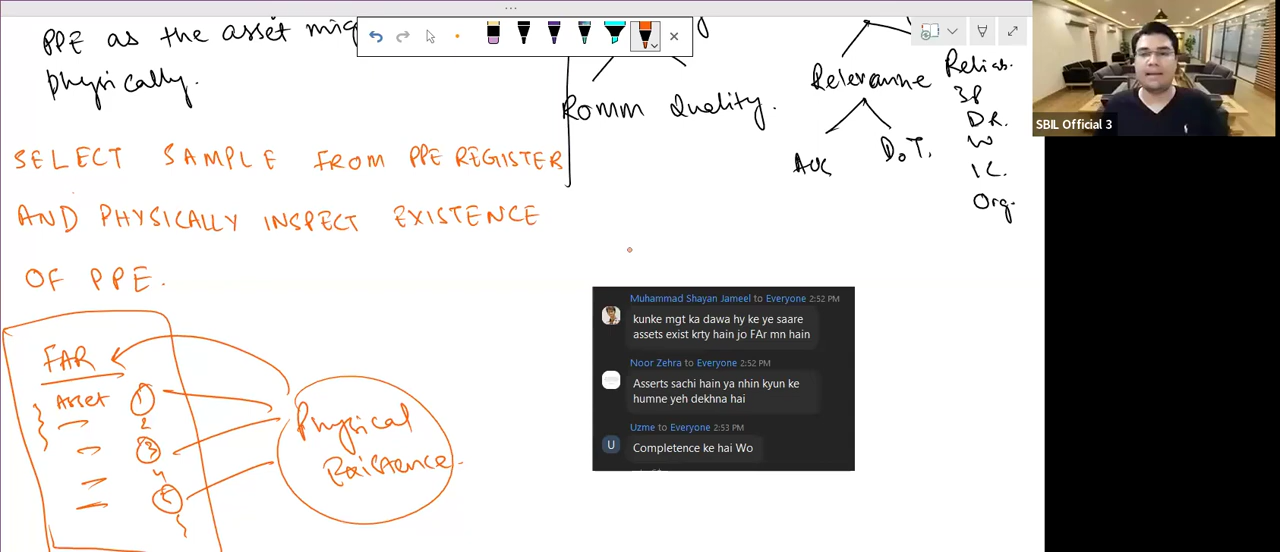 PPE as the asset
physically.
Romm Quality.
Relevanne
Reliab.
3P
D.R.
W
I C.
Org.
D.O.T.
SBIL Official 3
SELECT SAMPLE FROM PPE REGISTER
AND PHYSICALLY INSPECT EXISTENCE
OF PPE.
FAR
Asset 1
2
3
4
5
Physical
Existence.
Muhammad Shayan Jameel to Everyone 2:52 PM
kunke mgt ka dawa hy ke ye saare
assets exist krty hain jo FAr mn hain
Noor Zehra to Everyone 2:52 PM
Asserts sachi hain ya nhin kyun ke
humne yeh dekhna hai
Uzme to Everyone 2:53 PM
U
Completence ke hai Wo